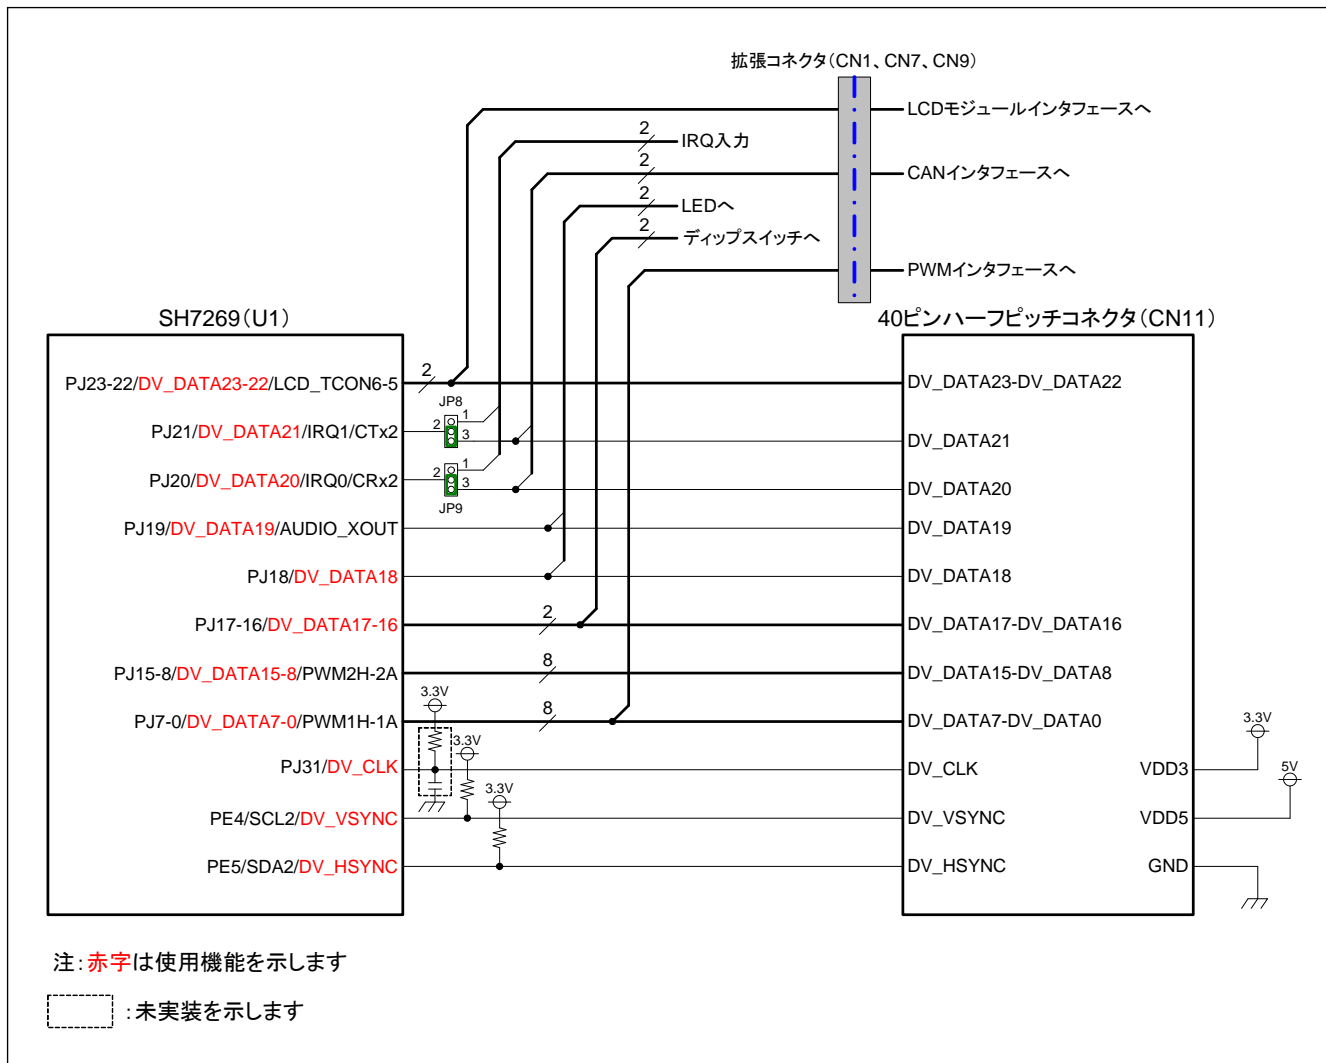 拡張コネクタ(CN1、CN7、CN9)
LCDモジュールインタフェースへ
2
IRQ入力
2
CANインタフェースへ
2
LEDへ
2
ディップスイッチへ
PWMインタフェースへ
SH7269(U1)
40ピンハーフピッチコネクタ(CN11)
PJ23-22/DV_DATA23-22/LCD_TCON6-5
2
DV_DATA23-DV_DATA22
JP8
1
2
3
PJ21/DV_DATA21/IRQ1/CTx2
DV_DATA21
1
2
3
JP9
PJ20/DV_DATA20/IRQ0/CRx2
DV_DATA20
PJ19/DV_DATA19/AUDIO_XOUT
DV_DATA19
PJ18/DV_DATA18
DV_DATA18
PJ17-16/DV_DATA17-16
2
DV_DATA17-DV_DATA16
PJ15-8/DV_DATA15-8/PWM2H-2A
8
DV_DATA15-DV_DATA8
3.3V
PJ7-0/DV_DATA7-0/PWM1H-1A
8
DV_DATA7-DV_DATA0
3.3V
3.3V
PJ31/DV_CLK
DV_CLK
VDD3
5V
3.3V
PE4/SCL2/DV_VSYNC
DV_VSYNC
VDD5
PE5/SDA2/DV_HSYNC
DV_HSYNC
GND
注:赤字は使用機能を示します
:未実装を示します